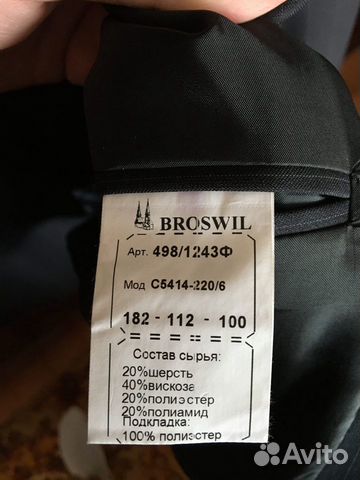 BROSWIL
Арт. 498/1243Ф
Мод С5414-220/6
182 - 112 - 100
Состав сырья:
20%шерсть
40%вискоза
20%полиэстер
20%полиамид
Подкладка:
100% полиэстер
Avito